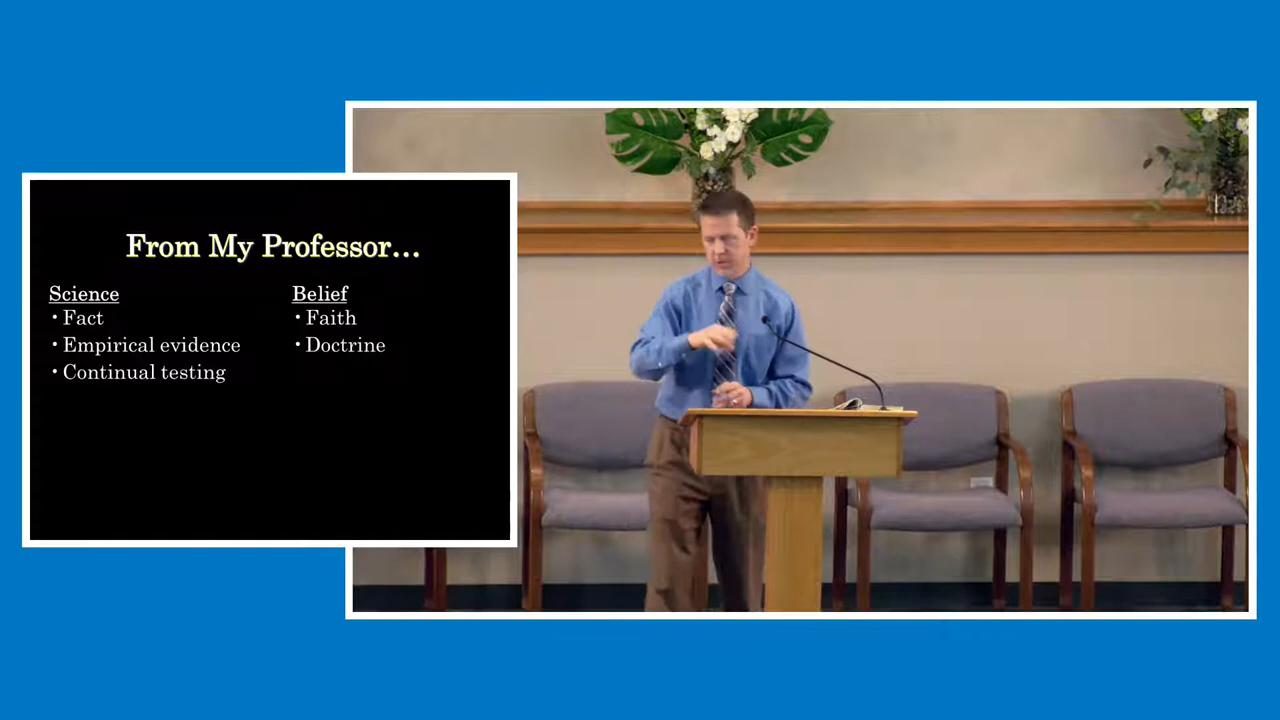 From My Professor...
Science
• Fact
• Empirical evidence
• Continual testing
Belief
• Faith
• Doctrine